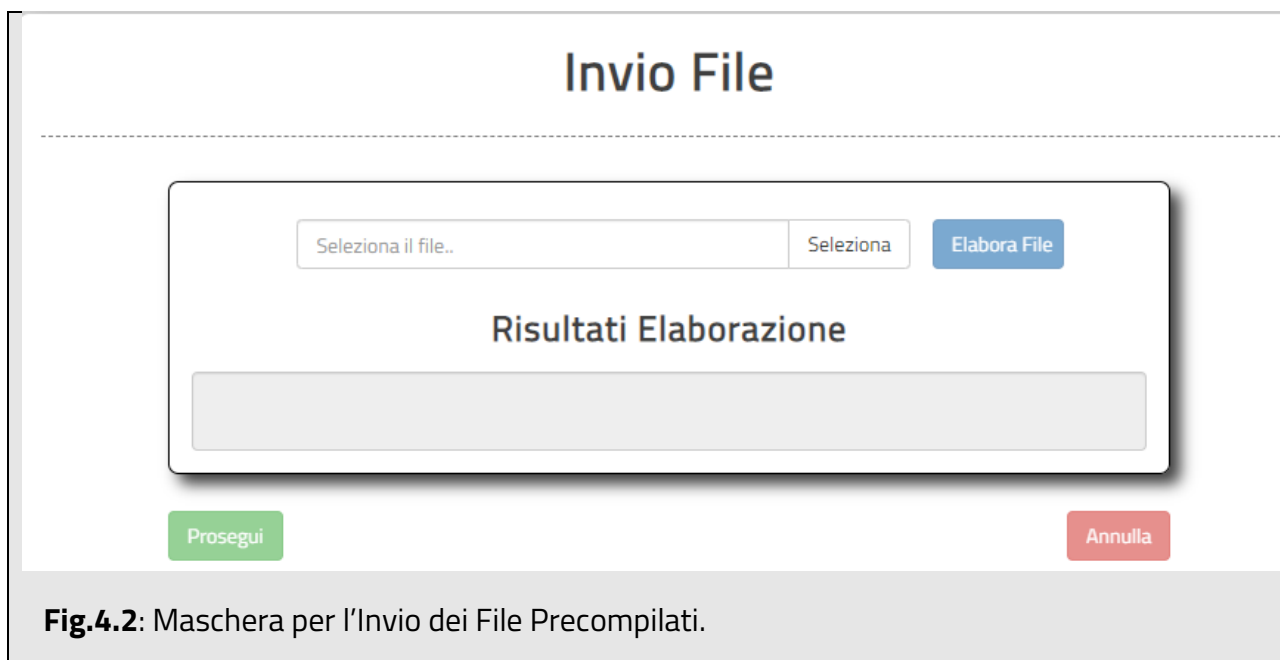 Invio File
Seleziona il file.. Seleziona Elabora File
Risultati Elaborazione
Prosegui Annulla
Fig.4.2: Maschera per l’Invio dei File Precompilati.